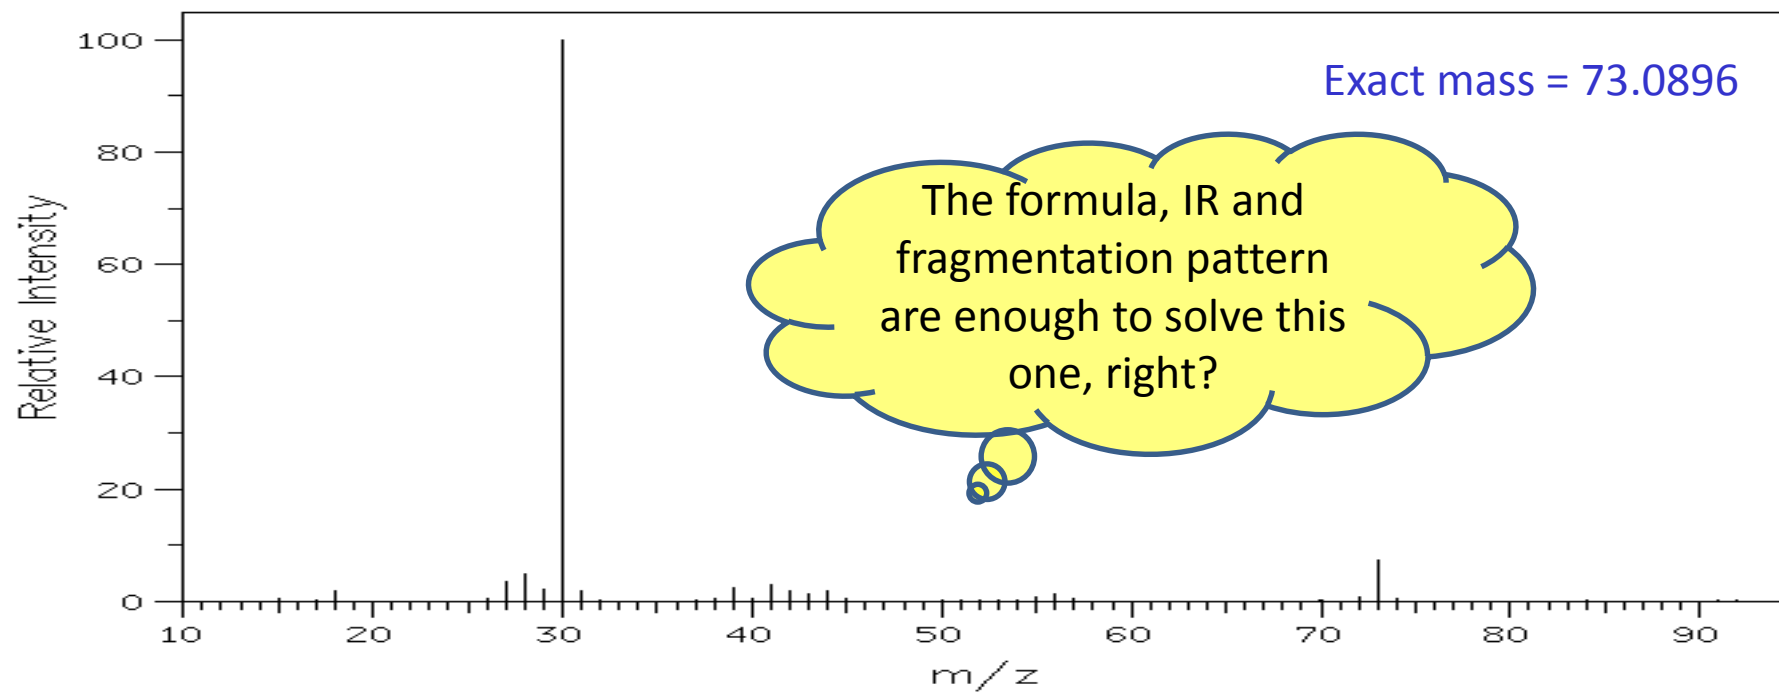 Exact mass = 73.0896
The formula, IR and
fragmentation pattern
are enough to solve this
one, right?
Relative Intensity
100
80
60
40
20
0
10 20 30 40 50 60 70 80 90
m/z